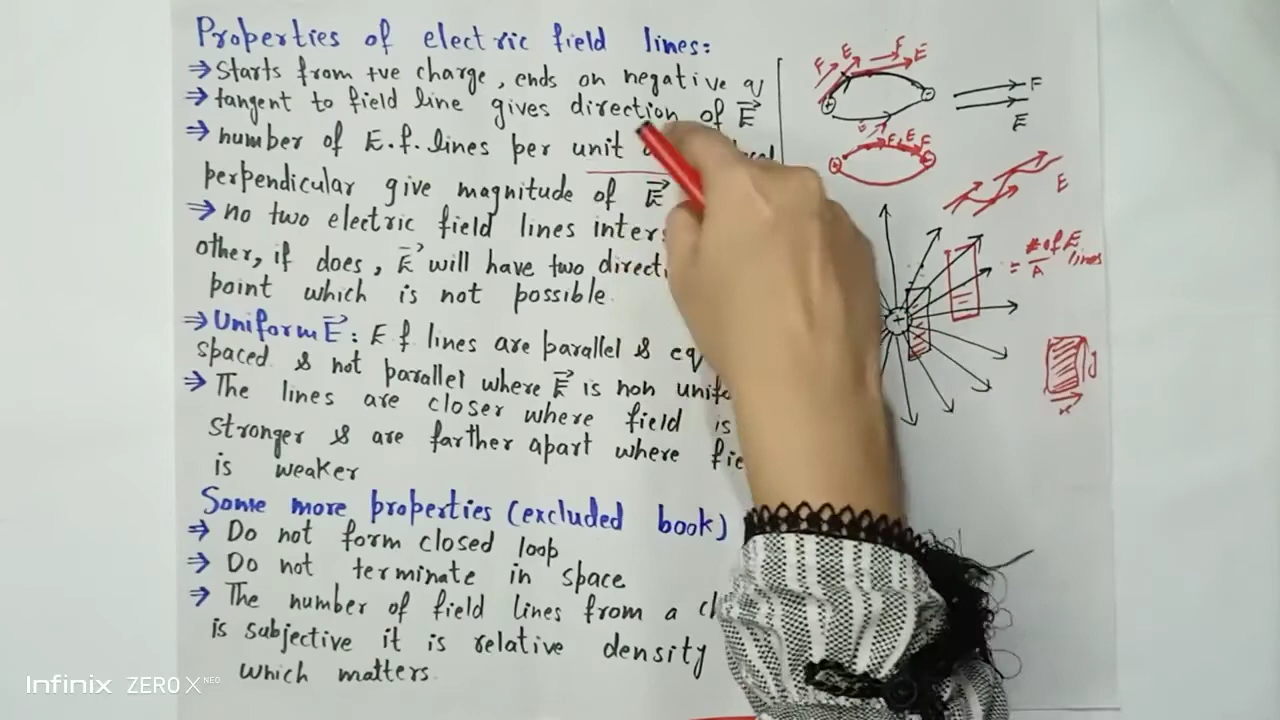 Properties of electric field lines:
⇒ Starts from +ve charge, ends on negative q
⇒ tangent to field line gives direction of E⃗
⇒ number of E.f. lines per unit
perpendicular give magnitude of E⃗
⇒ no two electric field lines
other, if does, E⃗ will have two
point which is not possible.
⇒ Uniform E⃗: E f lines are parallel &
spaced & not parallel where E⃗ is non
⇒ The lines are closer where field is
stronger & are farther apart where
is weaker
Some more properties (excluded book)
⇒ Do not form closed loop
⇒ Do not terminate in space
⇒ The number of field lines from a
is subjective it is relative density
which matters.
F E F E
+ -
F
E
E E F
+ +
E
+
= # of E lines / A
Infinix ZERO X NEO